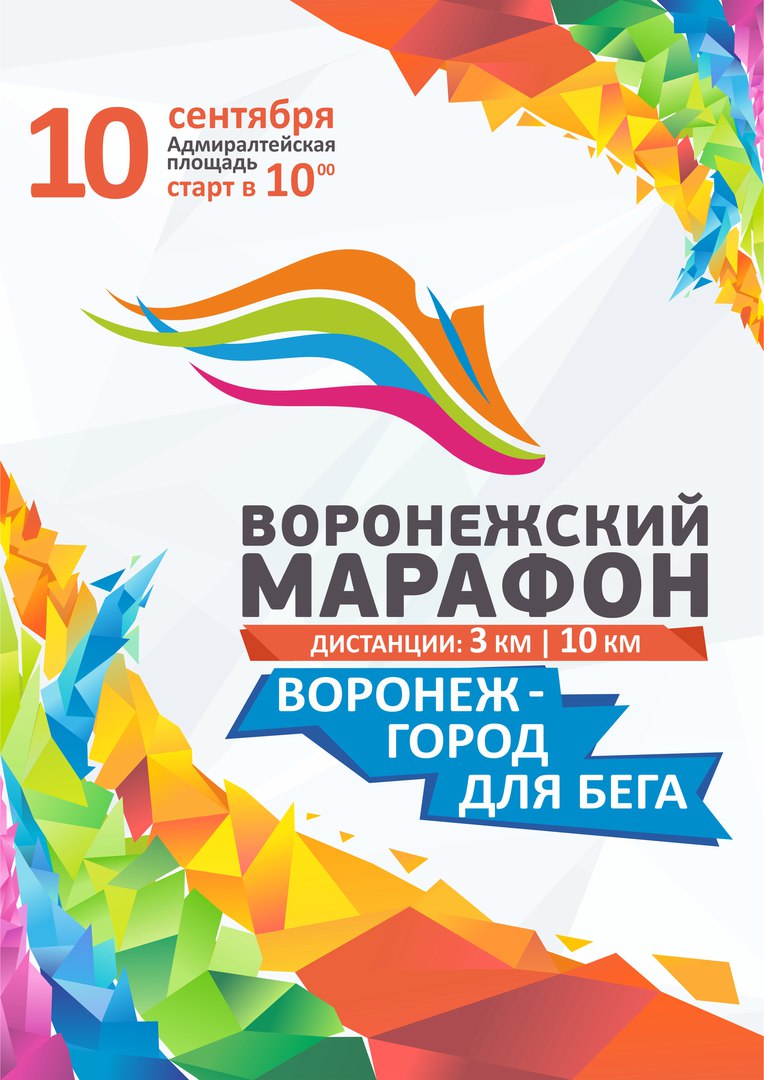 10 сентября
Адмиралтейская
площадь
старт в 10⁰⁰
ВОРОНЕЖСКИЙ
МАРАФОН
ДИСТАНЦИИ: 3 КМ | 10 КМ
ВОРОНЕЖ -
ГОРОД
ДЛЯ БЕГА